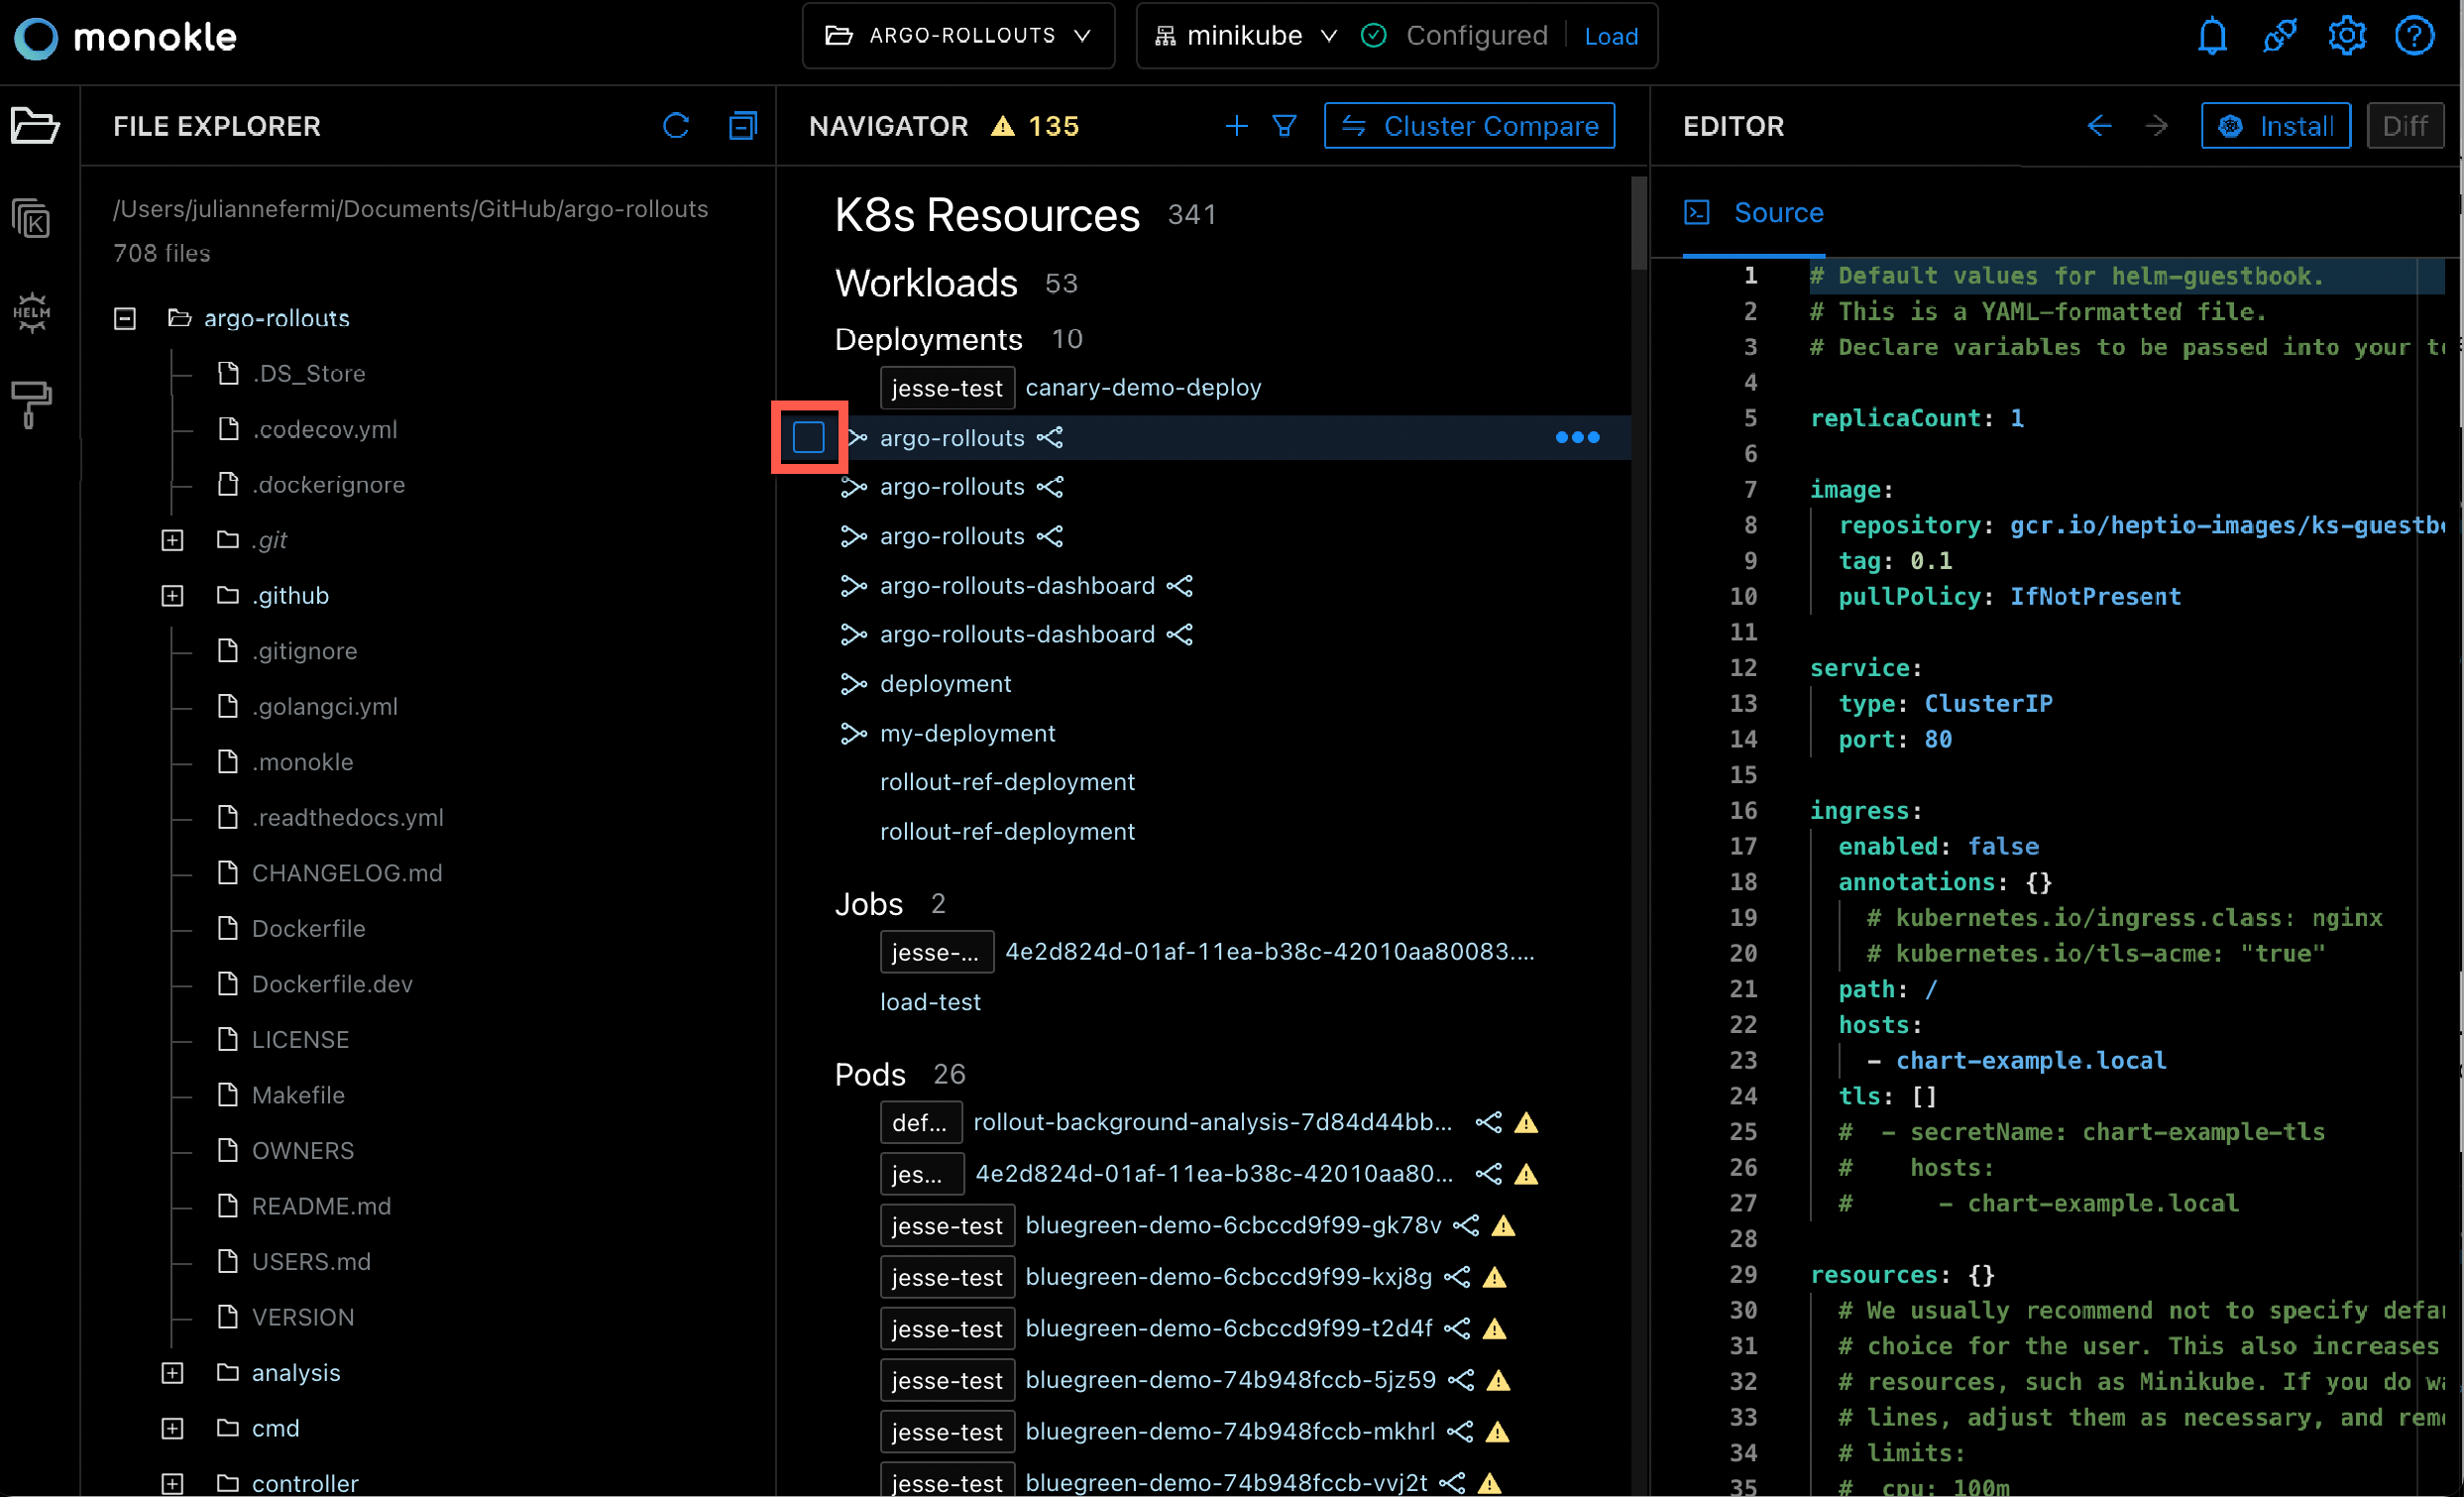 monokle
ARGO-ROLLOUTS
minikube
Configured
Load
FILE EXPLORER
/Users/juliannefermi/Documents/GitHub/argo-rollouts
708 files
argo-rollouts
.DS_Store
.codecov.yml
.dockerignore
.git
.github
.gitignore
.golangci.yml
.monokle
.readthedocs.yml
CHANGELOG.md
Dockerfile
Dockerfile.dev
LICENSE
Makefile
OWNERS
README.md
USERS.md
VERSION
analysis
cmd
controller
K
HELM
NAVIGATOR 135
Cluster Compare
K8s Resources 341
Workloads 53
Deployments 10
jesse-test canary-demo-deploy
argo-rollouts
argo-rollouts
argo-rollouts
argo-rollouts-dashboard
argo-rollouts-dashboard
deployment
my-deployment
rollout-ref-deployment
rollout-ref-deployment
Jobs 2
jesse-... 4e2d824d-01af-11ea-b38c-42010aa80083....
load-test
Pods 26
def... rollout-background-analysis-7d84d44bb...
jes... 4e2d824d-01af-11ea-b38c-42010aa80...
jesse-test bluegreen-demo-6cbccd9f99-gk78v
jesse-test bluegreen-demo-6cbccd9f99-kxj8g
jesse-test bluegreen-demo-6cbccd9f99-t2d4f
jesse-test bluegreen-demo-74b948fccb-5jz59
jesse-test bluegreen-demo-74b948fccb-mkhrl
jesse-test bluegreen-demo-74b948fccb-vvj2t
EDITOR
Install
Diff
Source
1 # Default values for helm-guestbook.
2 # This is a YAML-formatted file.
3 # Declare variables to be passed into your
4
5 replicaCount: 1
6
7 image:
8 repository: gcr.io/heptio-images/ks-guestb
9 tag: 0.1
10 pullPolicy: IfNotPresent
11
12 service:
13 type: ClusterIP
14 port: 80
15
16 ingress:
17 enabled: false
18 annotations: {}
19 # kubernetes.io/ingress.class: nginx
20 # kubernetes.io/tls-acme: "true"
21 path: /
22 hosts:
23 - chart-example.local
24 tls: []
25 # - secretName: chart-example-tls
26 # hosts:
27 # - chart-example.local
28
29 resources: {}
30 # We usually recommend not to specify defa
31 # choice for the user. This also increases
32 # resources, such as Minikube. If you do
33 # lines, adjust them as necessary, and
34 # limits:
35 # cpu: 100m